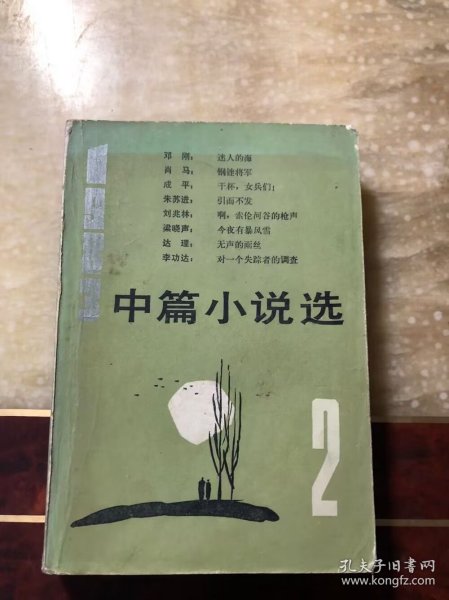 1983
邓刚：迷人的海
肖马：钢锉将军
成平：干杯，女兵们！
朱苏进：引而不发
刘兆林：啊，索伦河谷的枪声
梁晓声：今夜有暴风雪
达理：无声的雨丝
李功达：对一个失踪者的调查
中篇小说选
2
孔夫子旧书网
www.kongfz.com